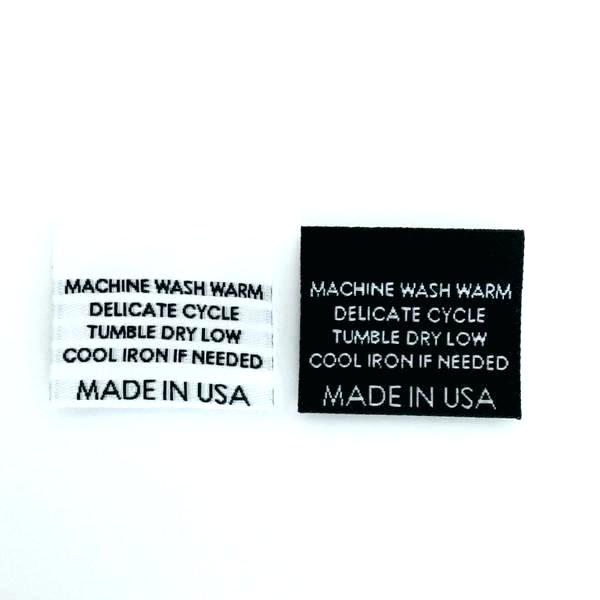 MACHINE WASH WARM
DELICATE CYCLE
TUMBLE DRY LOW
COOL IRON IF NEEDED
MADE IN USA
MACHINE WASH WARM
DELICATE CYCLE
TUMBLE DRY LOW
COOL IRON IF NEEDED
MADE IN USA